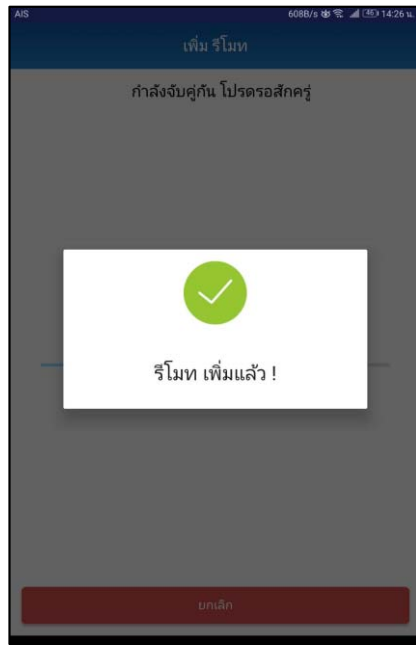 AIS 608B/s 46 14:26 น.
เพิ่ม รีโมท
กำลังจับคู่กัน โปรดรอสักครู่
รีโมท เพิ่มแล้ว !
ยกเลิก